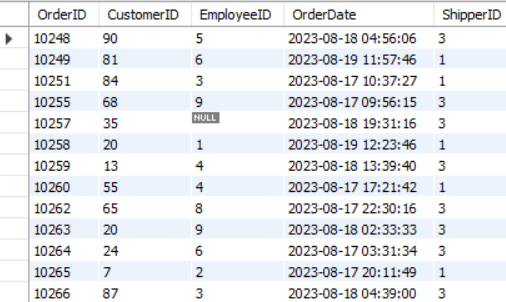 OrderID CustomerID EmployeeID OrderDate ShipperID
10248 90 5 2023-08-18 04:56:06 3
10249 81 6 2023-08-19 11:57:46 1
10251 84 3 2023-08-17 10:37:27 1
10255 68 9 2023-08-17 09:56:15 3
10257 35 NULL 2023-08-18 19:31:16 3
10258 20 1 2023-08-19 12:23:46 1
10259 13 4 2023-08-18 13:39:40 3
10260 55 4 2023-08-17 17:21:42 1
10262 65 8 2023-08-17 22:30:16 3
10263 20 9 2023-08-18 02:33:33 3
10264 24 6 2023-08-17 03:31:34 3
10265 7 2 2023-08-17 20:11:49 1
10266 87 3 2023-08-18 04:39:00 3